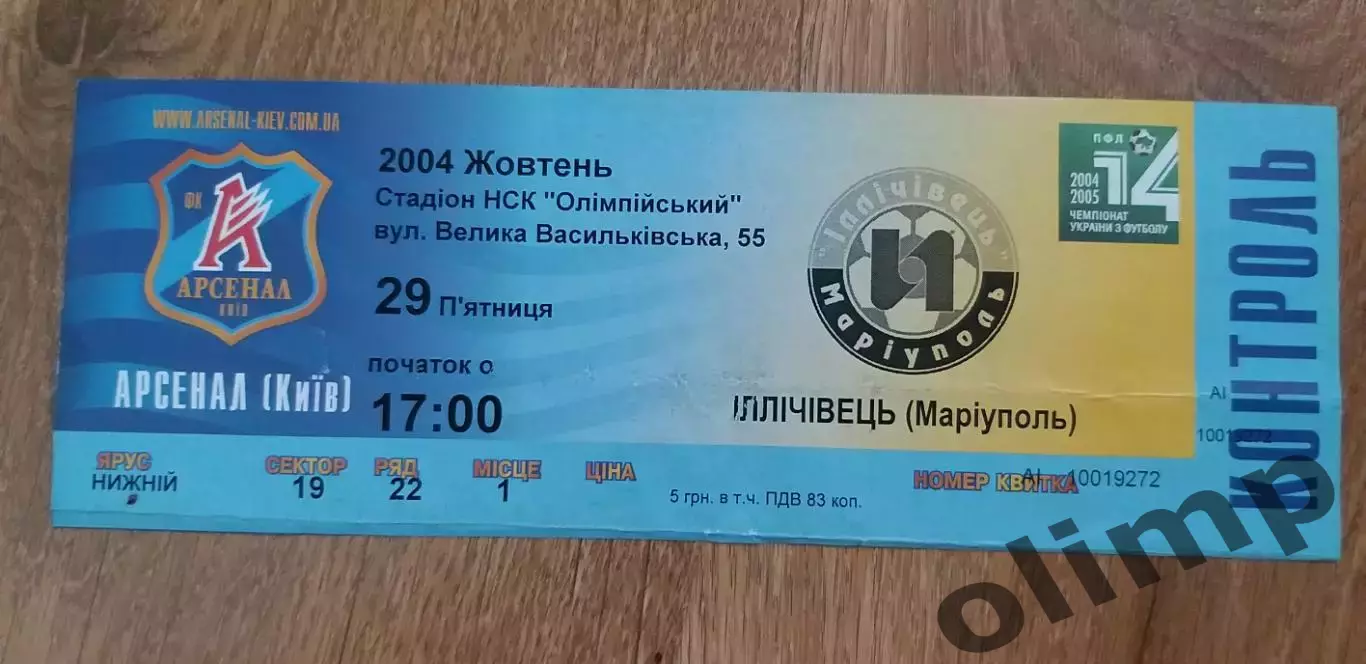 WWW.ARSENAL-KIEV.COM.UA
ФК
АРСЕНАЛ
КИЇВ
АРСЕНАЛ (Київ)
2004 Жовтень
Стадіон НСК "Олімпійський"
вул. Велика Васильківська, 55
29 П'ятниця
початок о
17:00
"Іллічівець"
И
Маріуполь
ІЛЛІЧІВЕЦЬ (Маріуполь)
ПФЛ
14
2004
2005
ЧЕМПІОНАТ
УКРАЇНИ З ФУТБОЛУ
ЯРУС
НИЖНІЙ
СЕКТОР
19
РЯД
22
МІСЦЕ
1
ЦІНА
5 грн. в т.ч. ПДВ 83 коп.
НОМЕР КВИТКА
АІ 10019272
АІ
10019272
КОНТРОЛЬ
olimp